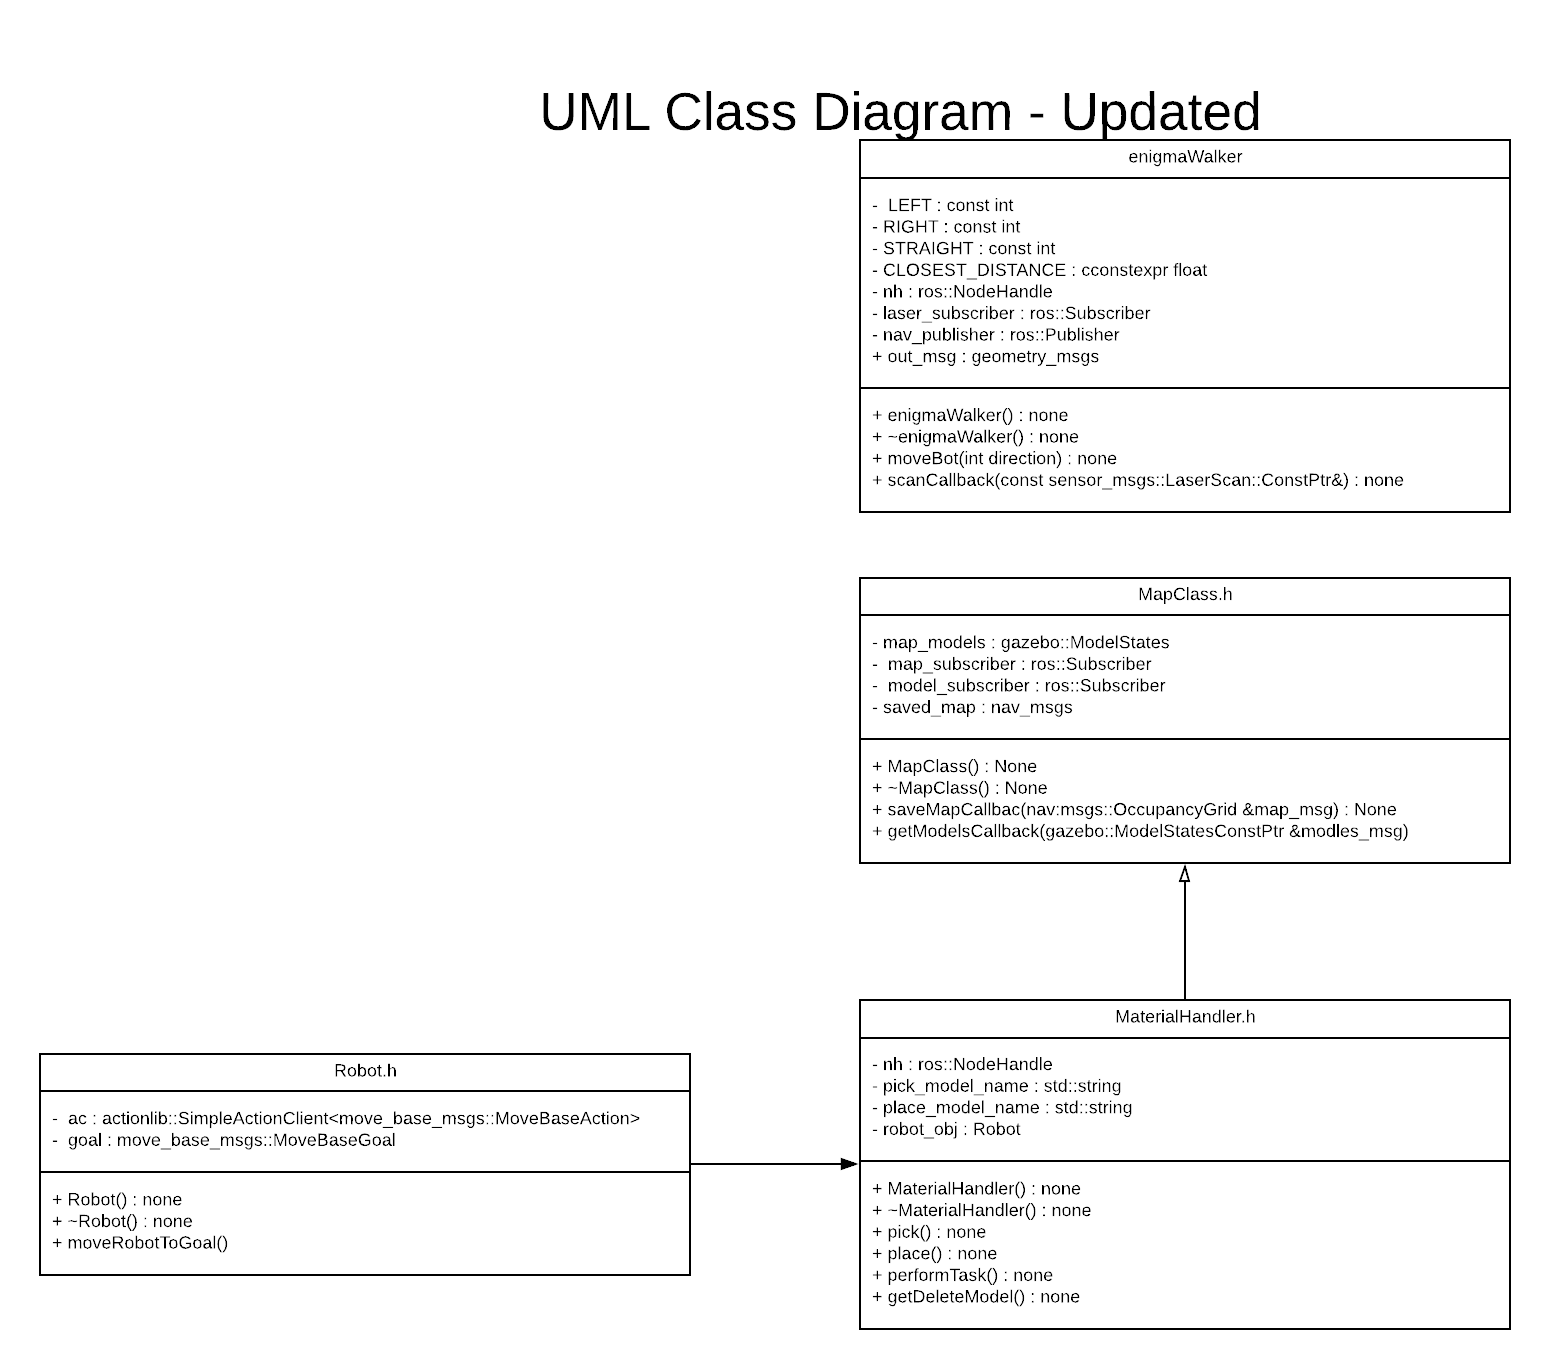 UML Class Diagram - Updated
enigmaWalker
-  LEFT : const int
- RIGHT : const int
- STRAIGHT : const int
- CLOSEST_DISTANCE : cconstexpr float
- nh : ros::NodeHandle
- laser_subscriber : ros::Subscriber
- nav_publisher : ros::Publisher
+ out_msg : geometry_msgs
+ enigmaWalker() : none
+ ~enigmaWalker() : none
+ moveBot(int direction) : none
+ scanCallback(const sensor_msgs::LaserScan::ConstPtr&) : none
MapClass.h
- map_models : gazebo::ModelStates
-  map_subscriber : ros::Subscriber
-  model_subscriber : ros::Subscriber
- saved_map : nav_msgs
+ MapClass() : None
+ ~MapClass() : None
+ saveMapCallbac(nav:msgs::OccupancyGrid &map_msg) : None
+ getModelsCallback(gazebo::ModelStatesConstPtr &modles_msg)
Robot.h
-  ac : actionlib::SimpleActionClient<move_base_msgs::MoveBaseAction>
-  goal : move_base_msgs::MoveBaseGoal
+ Robot() : none
+ ~Robot() : none
+ moveRobotToGoal()
MaterialHandler.h
- nh : ros::NodeHandle
- pick_model_name : std::string
- place_model_name : std::string
- robot_obj : Robot
+ MaterialHandler() : none
+ ~MaterialHandler() : none
+ pick() : none
+ place() : none
+ performTask() : none
+ getDeleteModel() : none